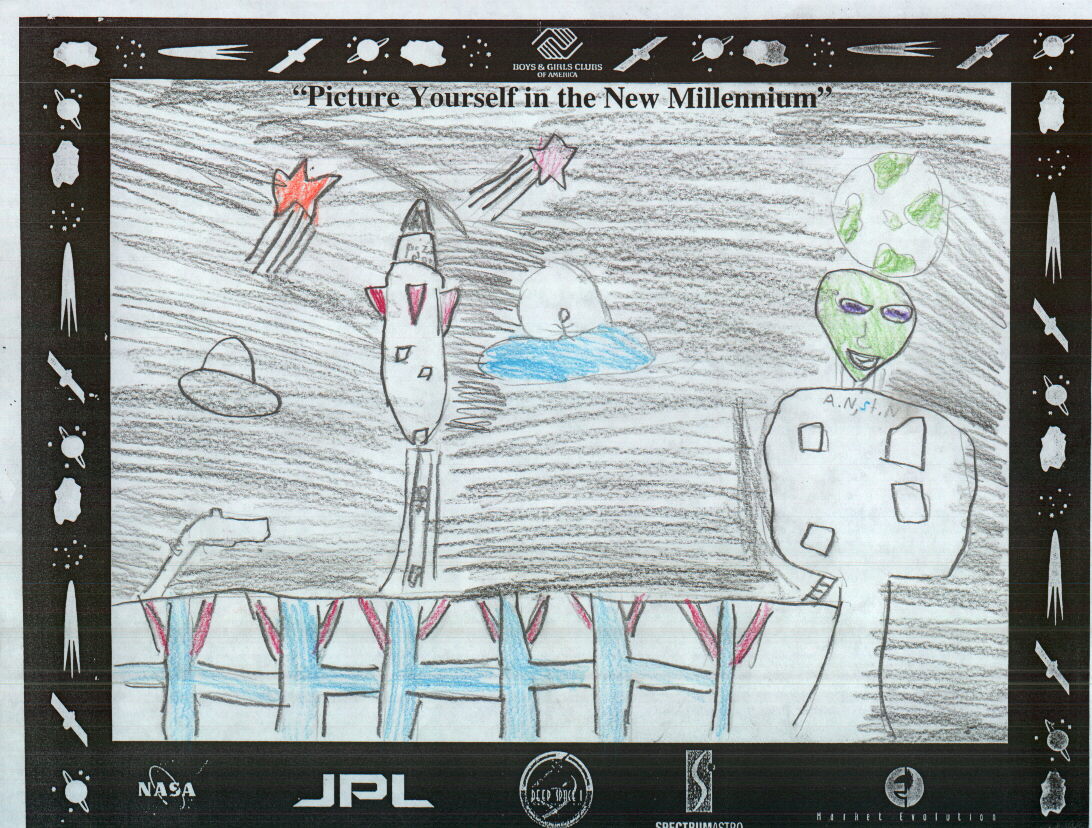 BOYS & GIRLS CLUBS
OF AMERICA
“Picture Yourself in the New Millennium”
A.N,st.N
NASA
JPL
DEEP SPACE 1
SPECTRUMASTRO
Market Evolution